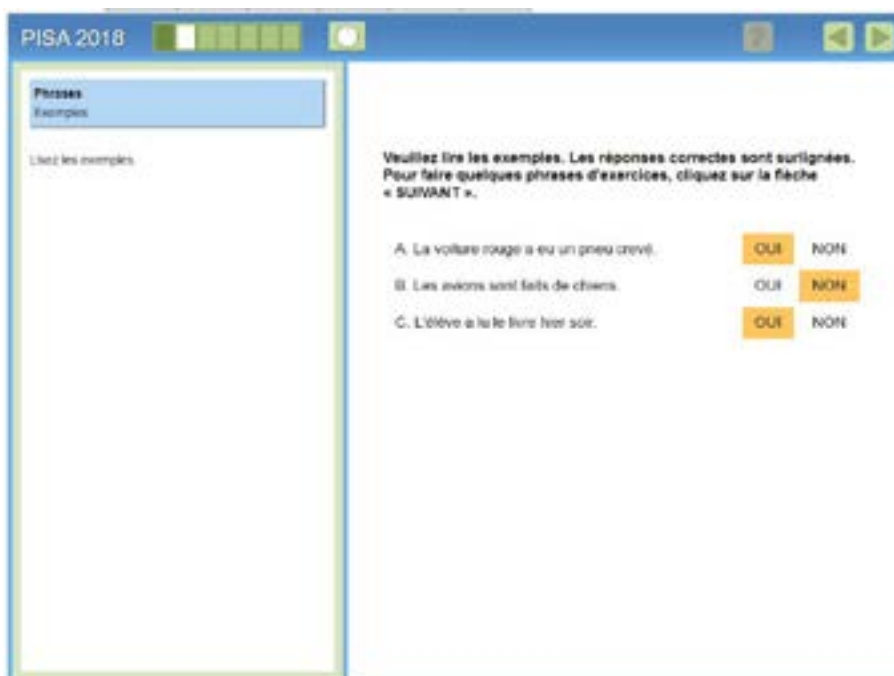 PISA 2018
?
Phrases
Exemples
Lisez les exemples.
Veuillez lire les exemples. Les réponses correctes sont surlignées.
Pour faire quelques phrases d'exercices, cliquez sur la flèche
« SUIVANT ».
A. La voiture rouge a eu un pneu crevé. OUI NON
B. Les avions sont faits de chiens. OUI NON
C. L'élève a lu le livre hier soir. OUI NON